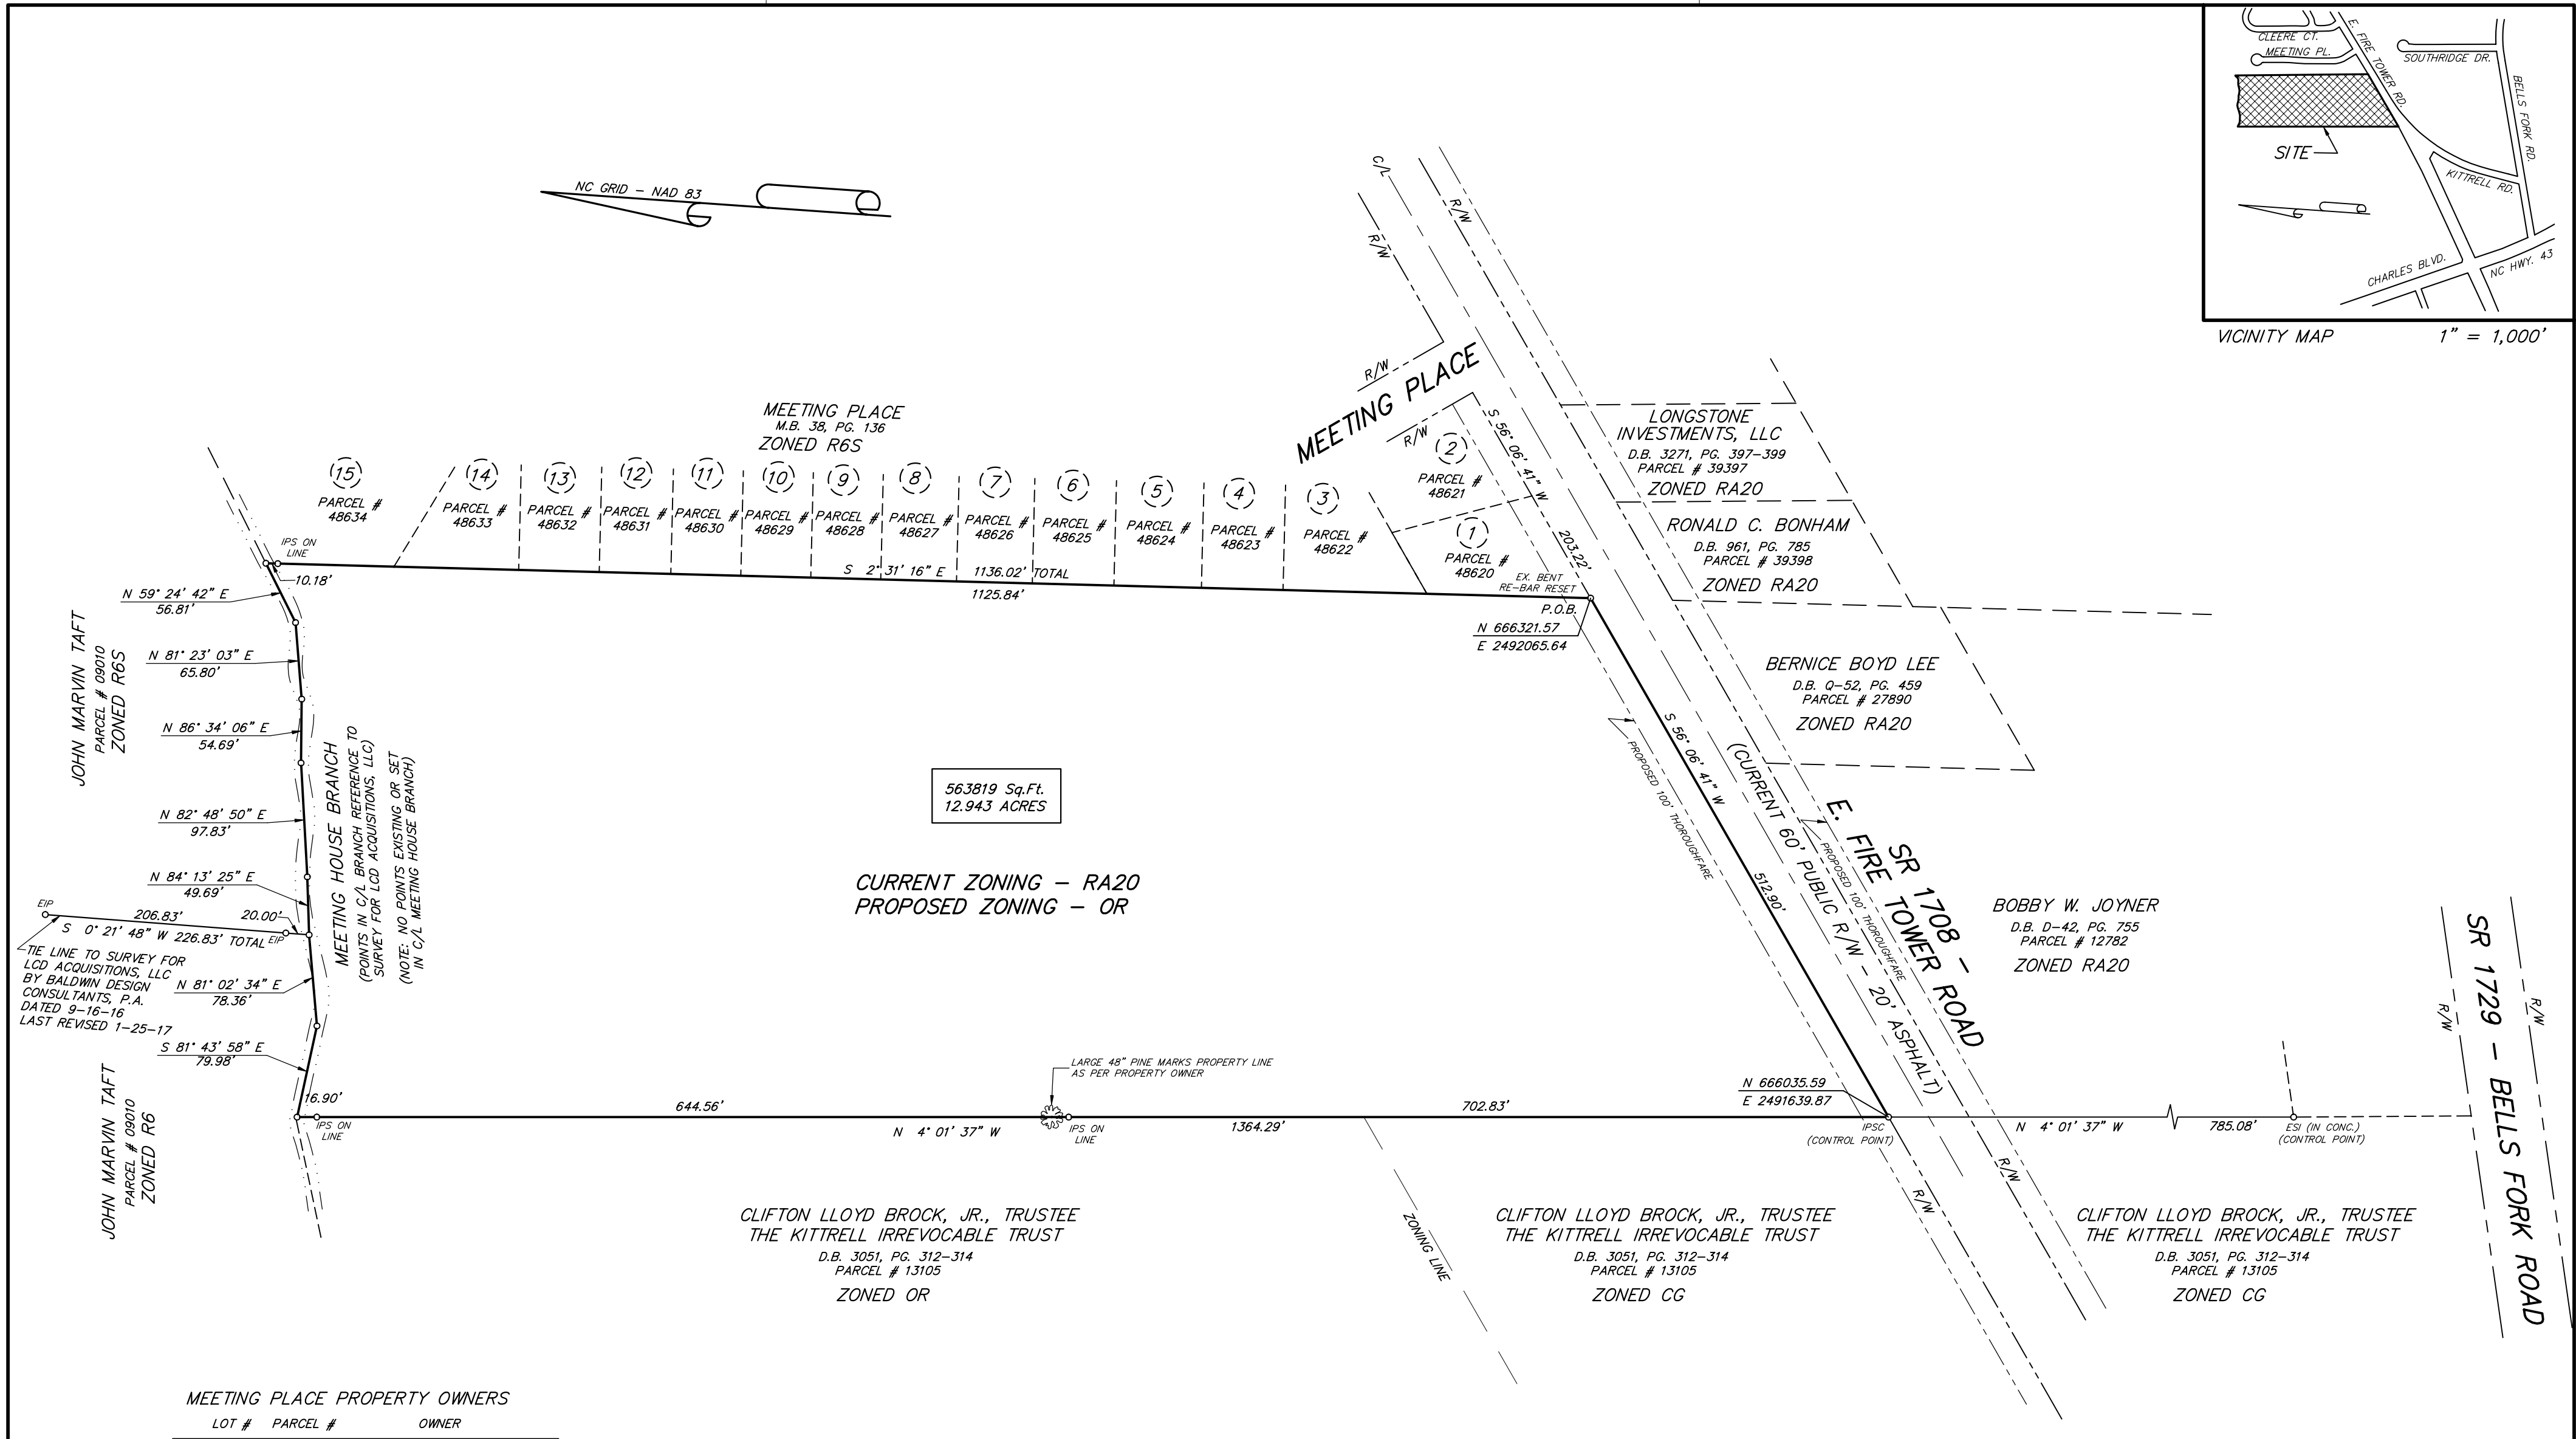 CLEERE CT.
MEETING PL.
E. FIRE TOWER RD.
SOUTHRIDGE DR.
BELLS FORK RD.
SITE
KITTRELL RD.
CHARLES BLVD.
NC HWY. 43
VICINITY MAP
1" = 1,000'
NC GRID – NAD 83
C/L
R/W
R/W
R/W
MEETING PLACE
R/W
MEETING PLACE
M.B. 38, PG. 136
ZONED R6S
15
PARCEL #
48634
14
PARCEL #
48633
13
PARCEL #
48632
12
PARCEL #
48631
11
PARCEL #
48630
10
PARCEL #
48629
9
PARCEL #
48628
8
PARCEL #
48627
7
PARCEL #
48626
6
PARCEL #
48625
5
PARCEL #
48624
4
PARCEL #
48623
3
PARCEL #
48622
2
PARCEL #
48621
1
PARCEL #
48620
S 56° 06' 41" W
203.22'
LONGSTONE
INVESTMENTS, LLC
D.B. 3271, PG. 397–399
PARCEL # 39397
ZONED RA20
RONALD C. BONHAM
D.B. 961, PG. 785
PARCEL # 39398
ZONED RA20
BERNICE BOYD LEE
D.B. Q–52, PG. 459
PARCEL # 27890
ZONED RA20
IPS ON
LINE
10.18'
S 2° 31' 16" E 1136.02' TOTAL
1125.84'
EX. BENT
RE–BAR RESET
P.O.B.
N 666321.57
E 2492065.64
JOHN MARVIN TAFT
PARCEL # 09010
ZONED R6S
N 59° 24' 42" E
56.81'
N 81° 23' 03" E
65.80'
N 86° 34' 06" E
54.69'
N 82° 48' 50" E
97.83'
N 84° 13' 25" E
49.69'
EIP
206.83'
20.00'
S 0° 21' 48" W 226.83' TOTAL
EIP
TIE LINE TO SURVEY FOR
LCD ACQUISITIONS, LLC
BY BALDWIN DESIGN
CONSULTANTS, P.A.
DATED 9–16–16
LAST REVISED 1–25–17
N 81° 02' 34" E
78.36'
S 81° 43' 58" E
79.98'
MEETING HOUSE BRANCH
(POINTS IN C/L BRANCH REFERENCE TO
SURVEY FOR LCD ACQUISITIONS, LLC)
(NOTE: NO POINTS EXISTING OR SET
IN C/L MEETING HOUSE BRANCH)
563819 Sq.Ft.
12.943 ACRES
CURRENT ZONING – RA20
PROPOSED ZONING – OR
PROPOSED 100' THOROUGHFARE
S 56° 06' 41" W
512.90'
(CURRENT 60' PUBLIC R/W – 20' ASPHALT)
PROPOSED 100' THOROUGHFARE
SR 1708 –
E. FIRE TOWER ROAD
BOBBY W. JOYNER
D.B. D–42, PG. 755
PARCEL # 12782
ZONED RA20
R/W
SR 1729 – BELLS FORK ROAD
R/W
JOHN MARVIN TAFT
PARCEL # 09010
ZONED R6
16.90'
IPS ON
LINE
644.56'
N 4° 01' 37" W
LARGE 48" PINE MARKS PROPERTY LINE
AS PER PROPERTY OWNER
IPS ON
LINE
702.83'
1364.29'
N 666035.59
E 2491639.87
IPSC
(CONTROL POINT)
N 4° 01' 37" W
785.08'
ESI (IN CONC.)
(CONTROL POINT)
R/W
R/W
CLIFTON LLOYD BROCK, JR., TRUSTEE
THE KITTRELL IRREVOCABLE TRUST
D.B. 3051, PG. 312–314
PARCEL # 13105
ZONED OR
ZONING LINE
CLIFTON LLOYD BROCK, JR., TRUSTEE
THE KITTRELL IRREVOCABLE TRUST
D.B. 3051, PG. 312–314
PARCEL # 13105
ZONED CG
CLIFTON LLOYD BROCK, JR., TRUSTEE
THE KITTRELL IRREVOCABLE TRUST
D.B. 3051, PG. 312–314
PARCEL # 13105
ZONED CG
MEETING PLACE PROPERTY OWNERS
LOT # PARCEL # OWNER